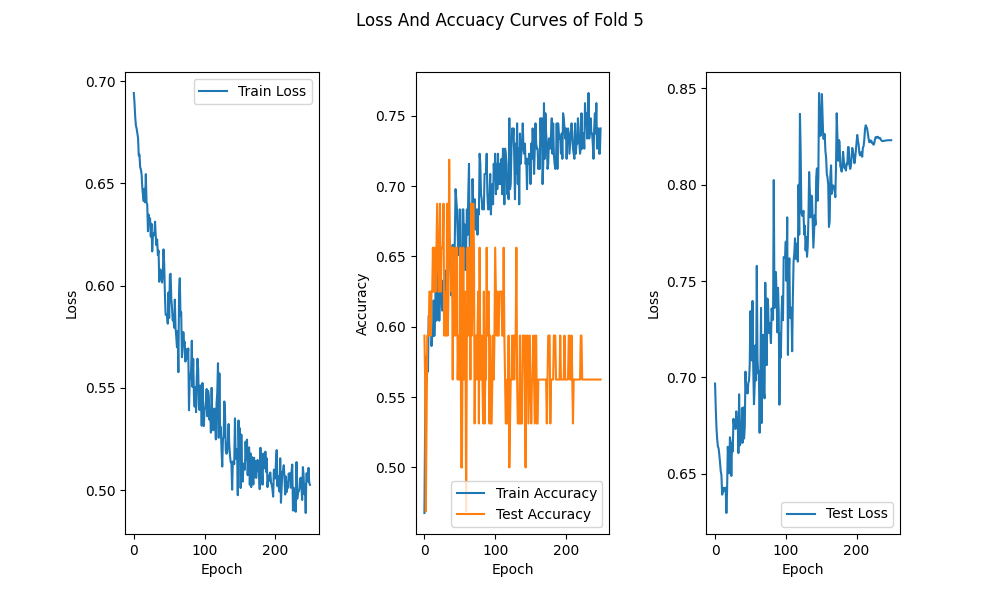 Loss And Accuacy Curves of Fold 5
Train Loss
Loss
0.70
0.65
0.60
0.55
0.50
0
100
200
Epoch
Accuracy
0.75
0.70
0.65
0.60
0.55
0.50
Train Accuracy
Test Accuracy
0
100
200
Epoch
Loss
0.85
0.80
0.75
0.70
0.65
Test Loss
0
100
200
Epoch